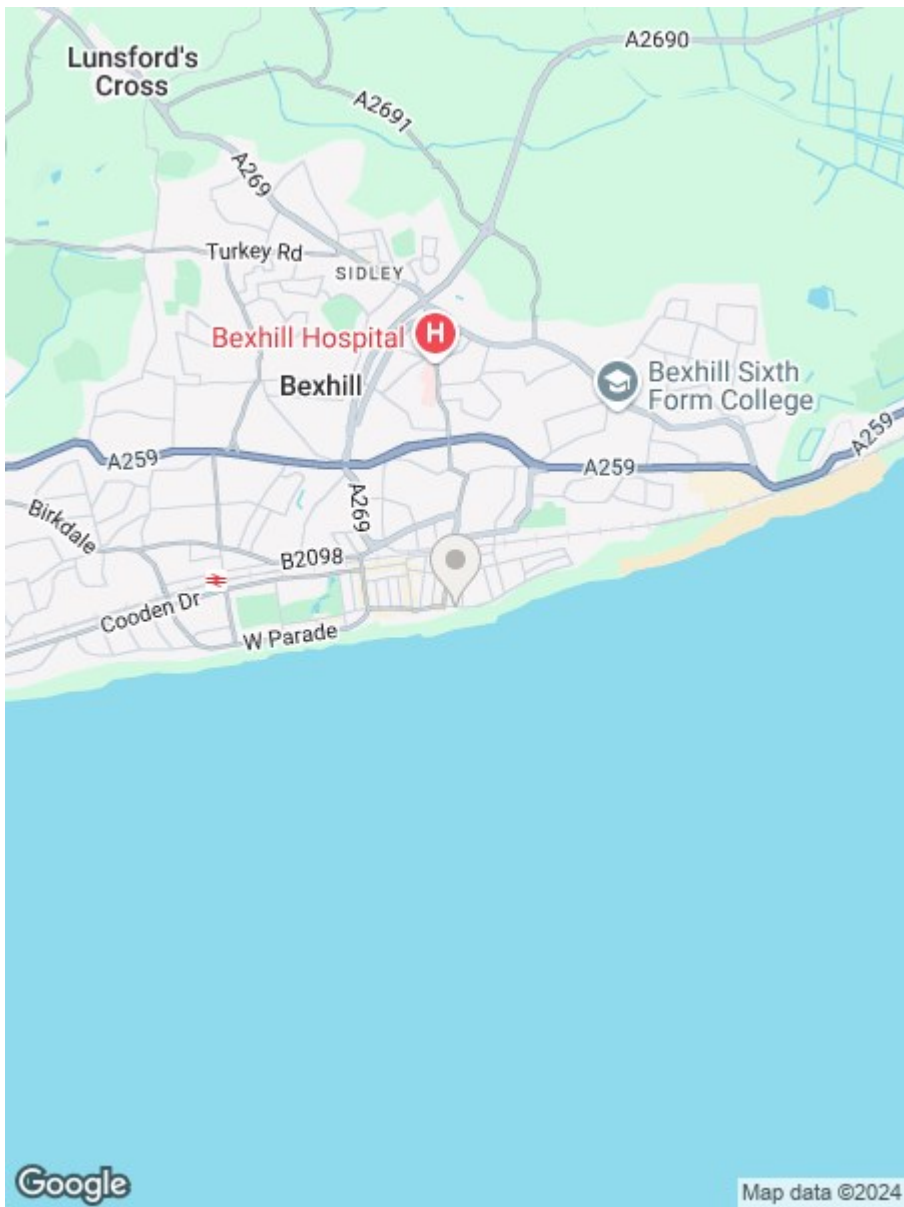 Lunsford's
Cross
A2690
A2691
A269
Turkey Rd
SIDLEY
Bexhill Hospital
H
Bexhill
Bexhill Sixth
Form College
A259
A259
A259
A269
Birkdale
B2098
Cooden Dr
W Parade
Google
Map data ©2024